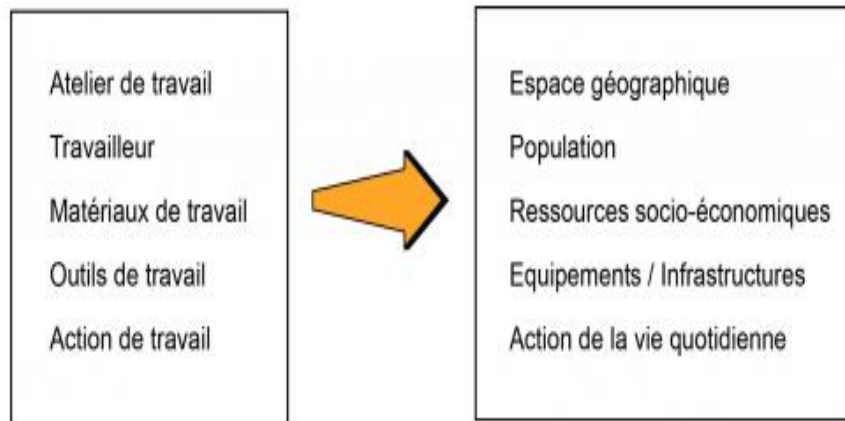 Atelier de travail
Travailleur
Matériaux de travail
Outils de travail
Action de travail
Espace géographique
Population
Ressources socio-économiques
Equipements / Infrastructures
Action de la vie quotidienne